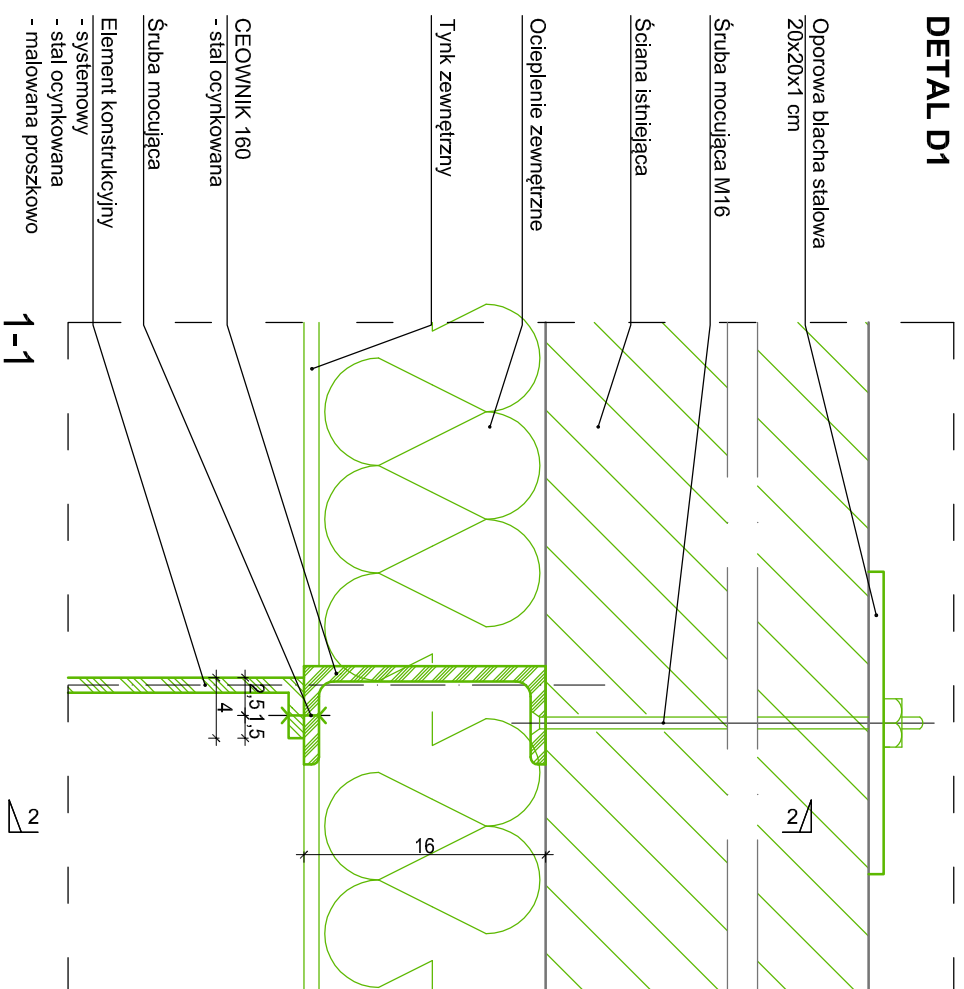 DETAL D1
Oporowa blacha stalowa
20x20x1 cm
Śruba mocująca M16
Ściana istniejąca
Ocieplenie zewnętrzne
Tynk zewnętrzny
CEOWNIK 160
- stal ocynkowana
Śruba mocująca
Element konstrukcyjny
- systemowy
- stal ocynkowana
- malowana proszkowo
2,5 1,5
4
16
2
2
1-1